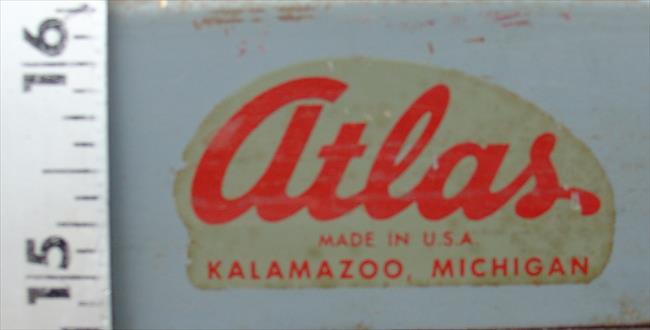 16
15
Atlas
MADE IN U.S.A.
KALAMAZOO, MICHIGAN